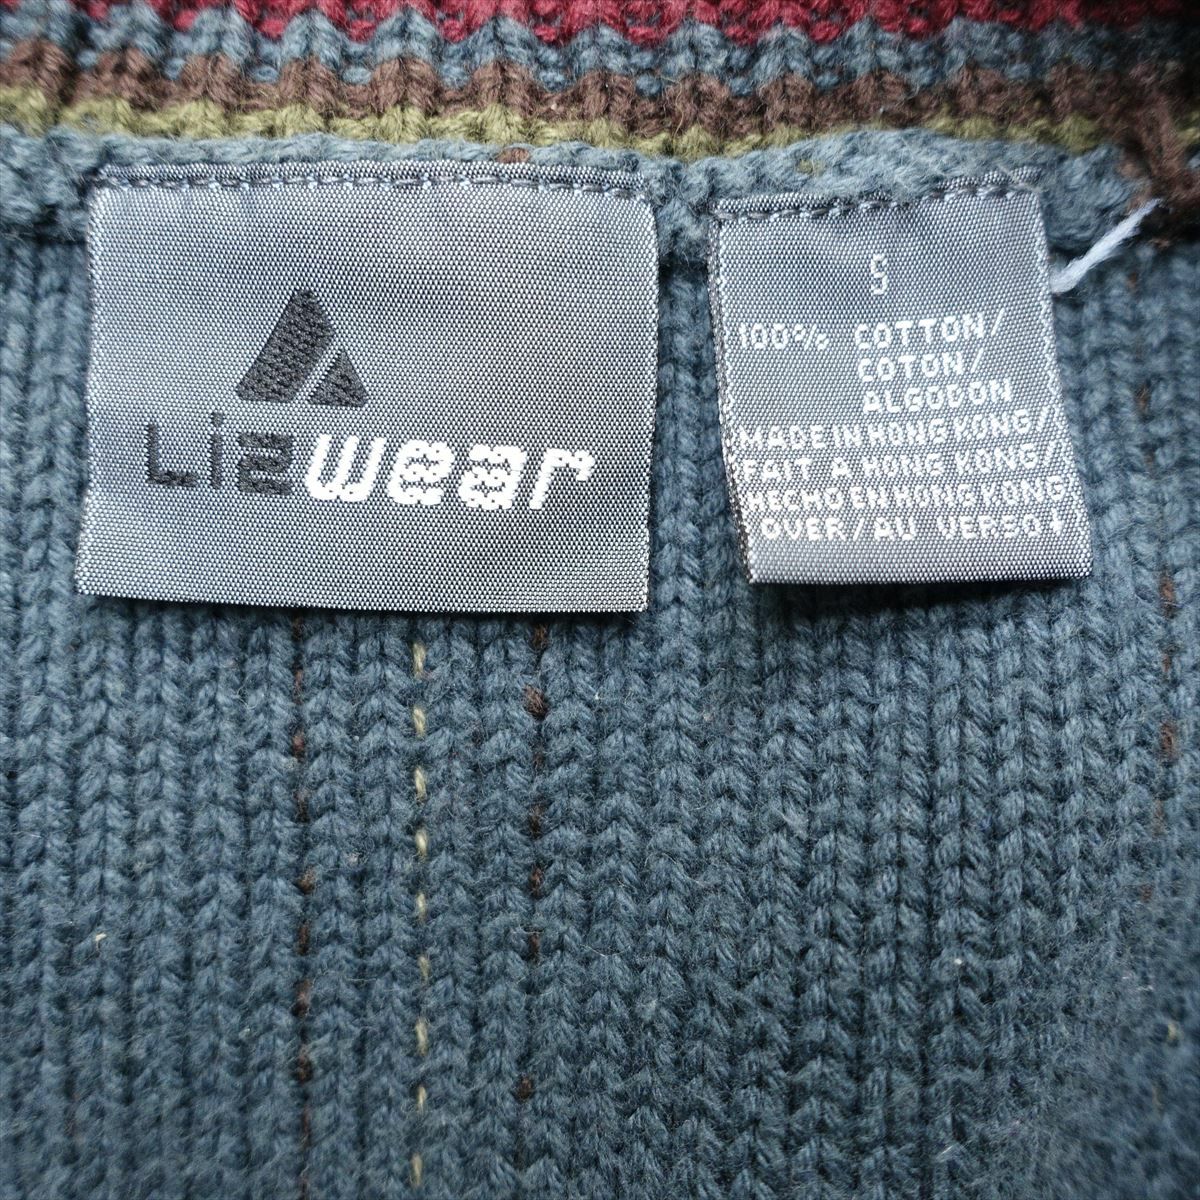 Lizwear
S
100% COTTON/
COTON/
ALGODON
MADE IN HONG KONG/
FAIT A HONG KONG/
HECHO EN HONG KONG
OVER/AU VERSO